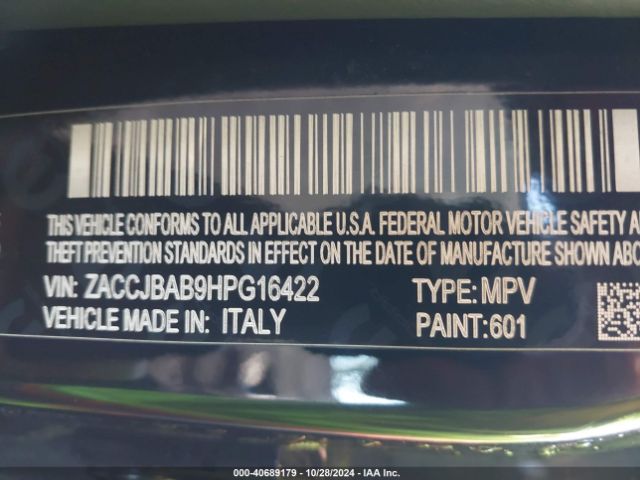 THIS VEHICLE CONFORMS TO ALL APPLICABLE U.S.A. FEDERAL MOTOR VEHICLE SAFETY
THEFT PREVENTION STANDARDS IN EFFECT ON THE DATE OF MANUFACTURE SHOWN
VIN: ZACCJBAB9HPG16422 TYPE: MPV
VEHICLE MADE IN: ITALY PAINT: 601
000-40689179 | 10/28/2024 | IAA Inc.